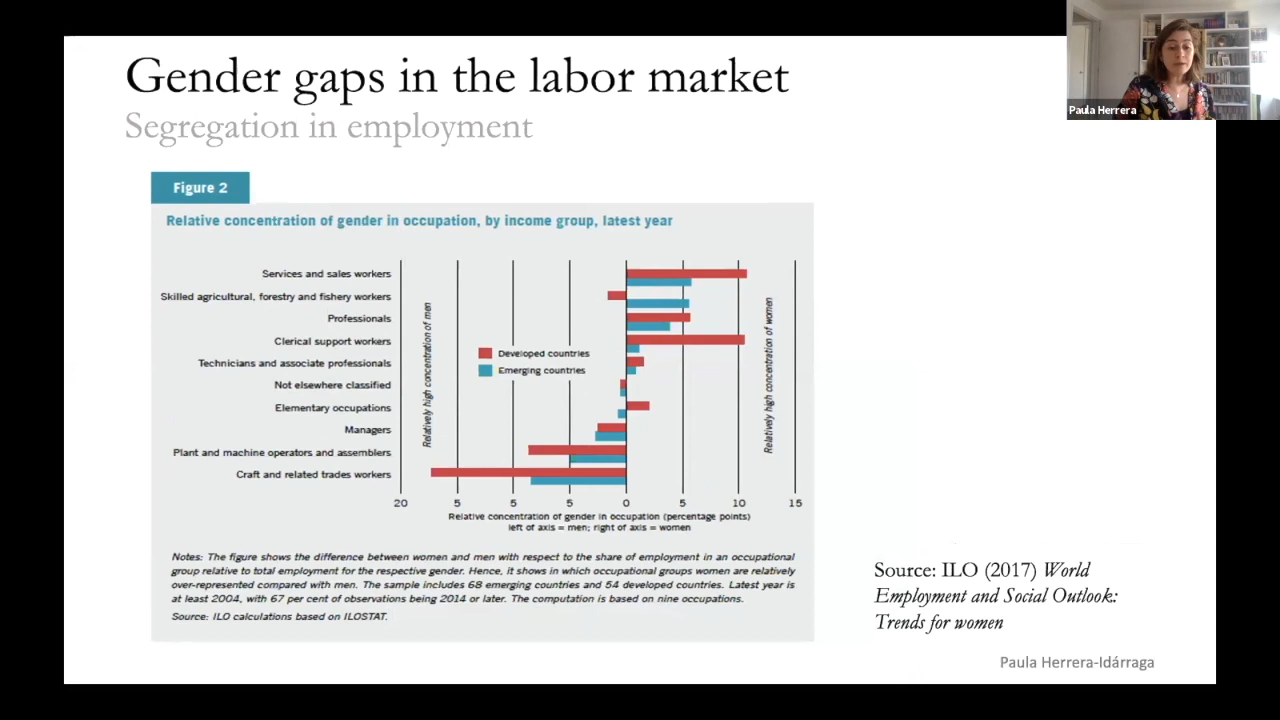 Gender gaps in the labor market
Segregation in employment
Paula Herrera
Figure 2
Relative concentration of gender in occupation, by income group, latest year
Services and sales workers
Skilled agricultural, forestry and fishery workers
Professionals
Clerical support workers
Technicians and associate professionals
Not elsewhere classified
Elementary occupations
Managers
Plant and machine operators and assemblers
Craft and related trades workers
Relatively high concentration of men
Developed countries
Emerging countries
Relatively high concentration of women
20 5 5 5 0 5 10 15
Relative concentration of gender in occupation (percentage points)
left of axis = men; right of axis = women
Notes: The figure shows the difference between women and men with respect to the share of employment in an occupational
group relative to total employment for the respective gender. Hence, it shows in which occupational groups women are relatively
over-represented compared with men. The sample includes 68 emerging countries and 54 developed countries. Latest year is
at least 2004, with 67 per cent of observations being 2014 or later. The computation is based on nine occupations.
Source: ILO calculations based on ILOSTAT.
Source: ILO (2017) World
Employment and Social Outlook:
Trends for women
Paula Herrera-Idárraga